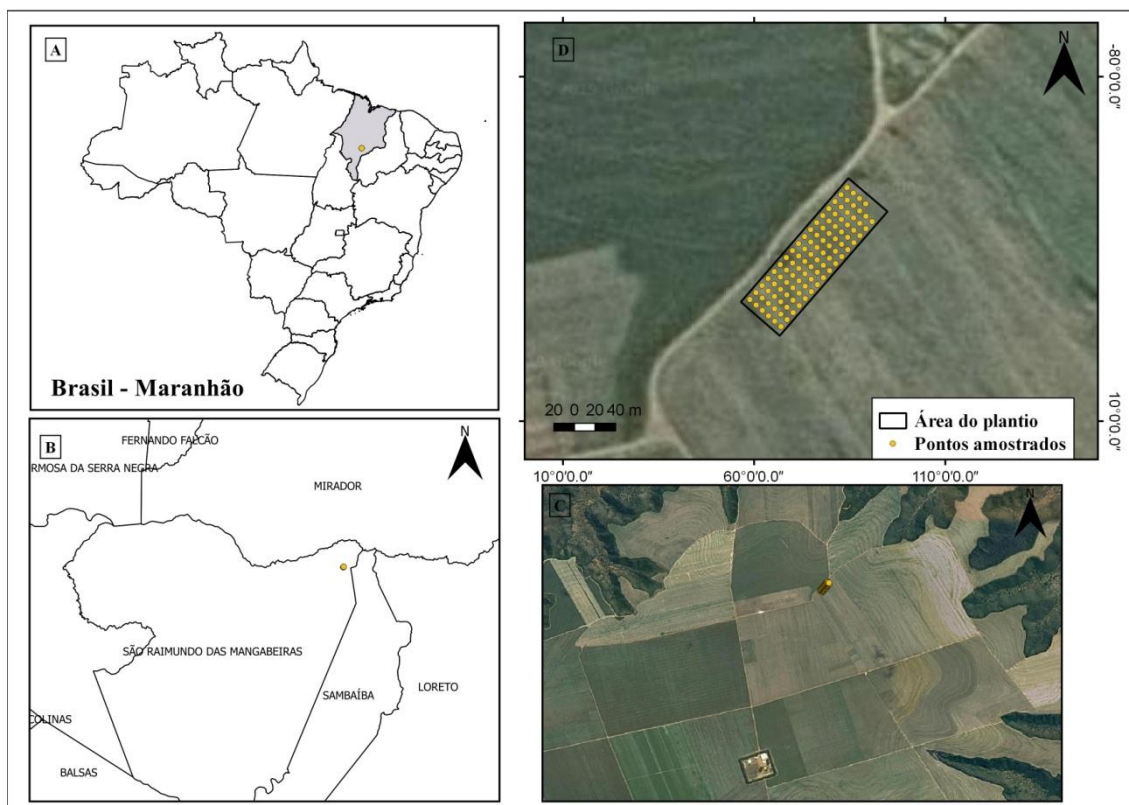 A
Brasil - Maranhão
B
N
FERNANDO FALCÃO
RMOSA DA SERRA NEGRA
MIRADOR
SÃO RAIMUNDO DAS MANGABEIRAS
SAMBAÍBA
LORETO
COLINAS
BALSAS
D
N
-80°0'0.0"
10°0'0.0"
20 0 20 40 m
Área do plantio
Pontos amostrados
10°0'0.0"
60°0'0.0"
110°0'0.0"
C
N